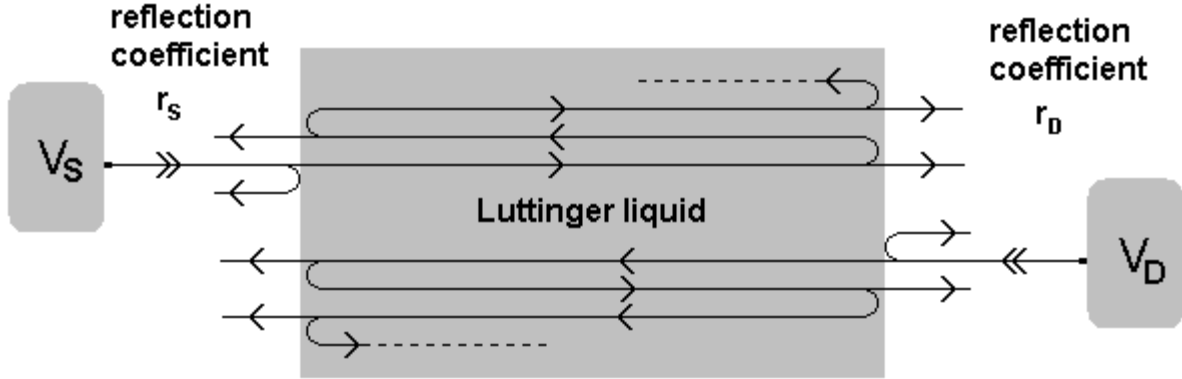 reflection
coefficient
r_S
V_S
Luttinger liquid
reflection
coefficient
r_D
V_D